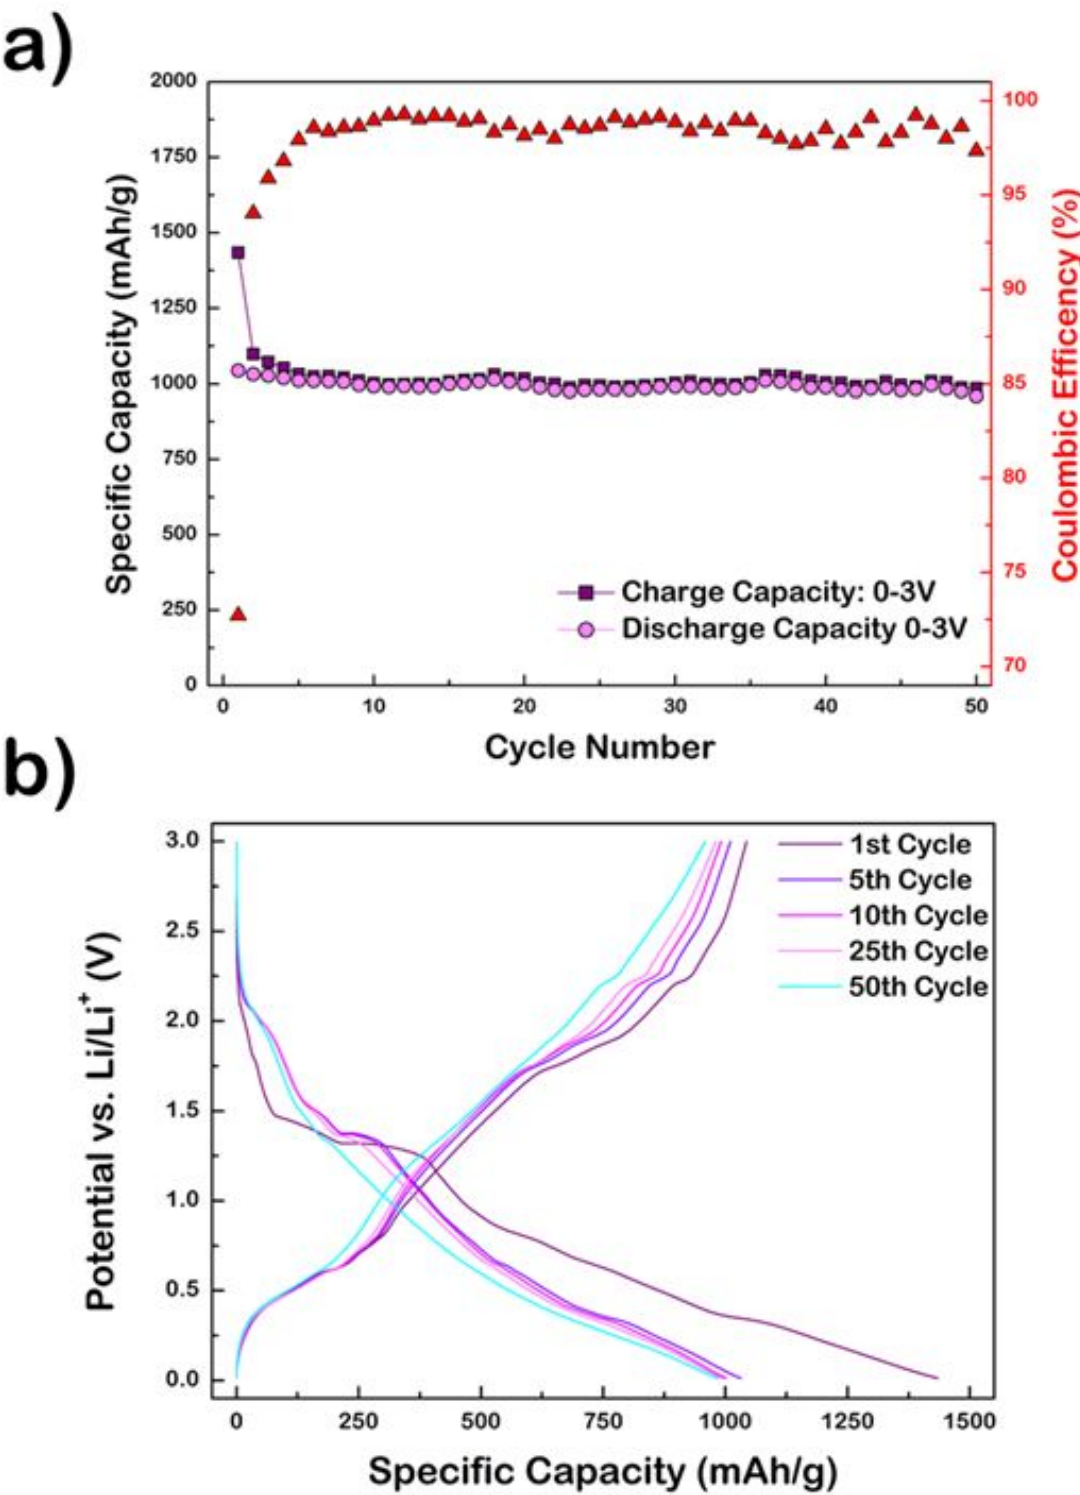 a)
2000
1750
1500
1250
1000
750
500
250
0
Specific Capacity (mAh/g)
100
95
90
85
80
75
70
Coulombic Efficency (%)
Charge Capacity: 0-3V
Discharge Capacity 0-3V
0 10 20 30 40 50
Cycle Number
b)
3.0
2.5
2.0
1.5
1.0
0.5
0.0
Potential vs. Li/Li⁺ (V)
1st Cycle
5th Cycle
10th Cycle
25th Cycle
50th Cycle
0 250 500 750 1000 1250 1500
Specific Capacity (mAh/g)